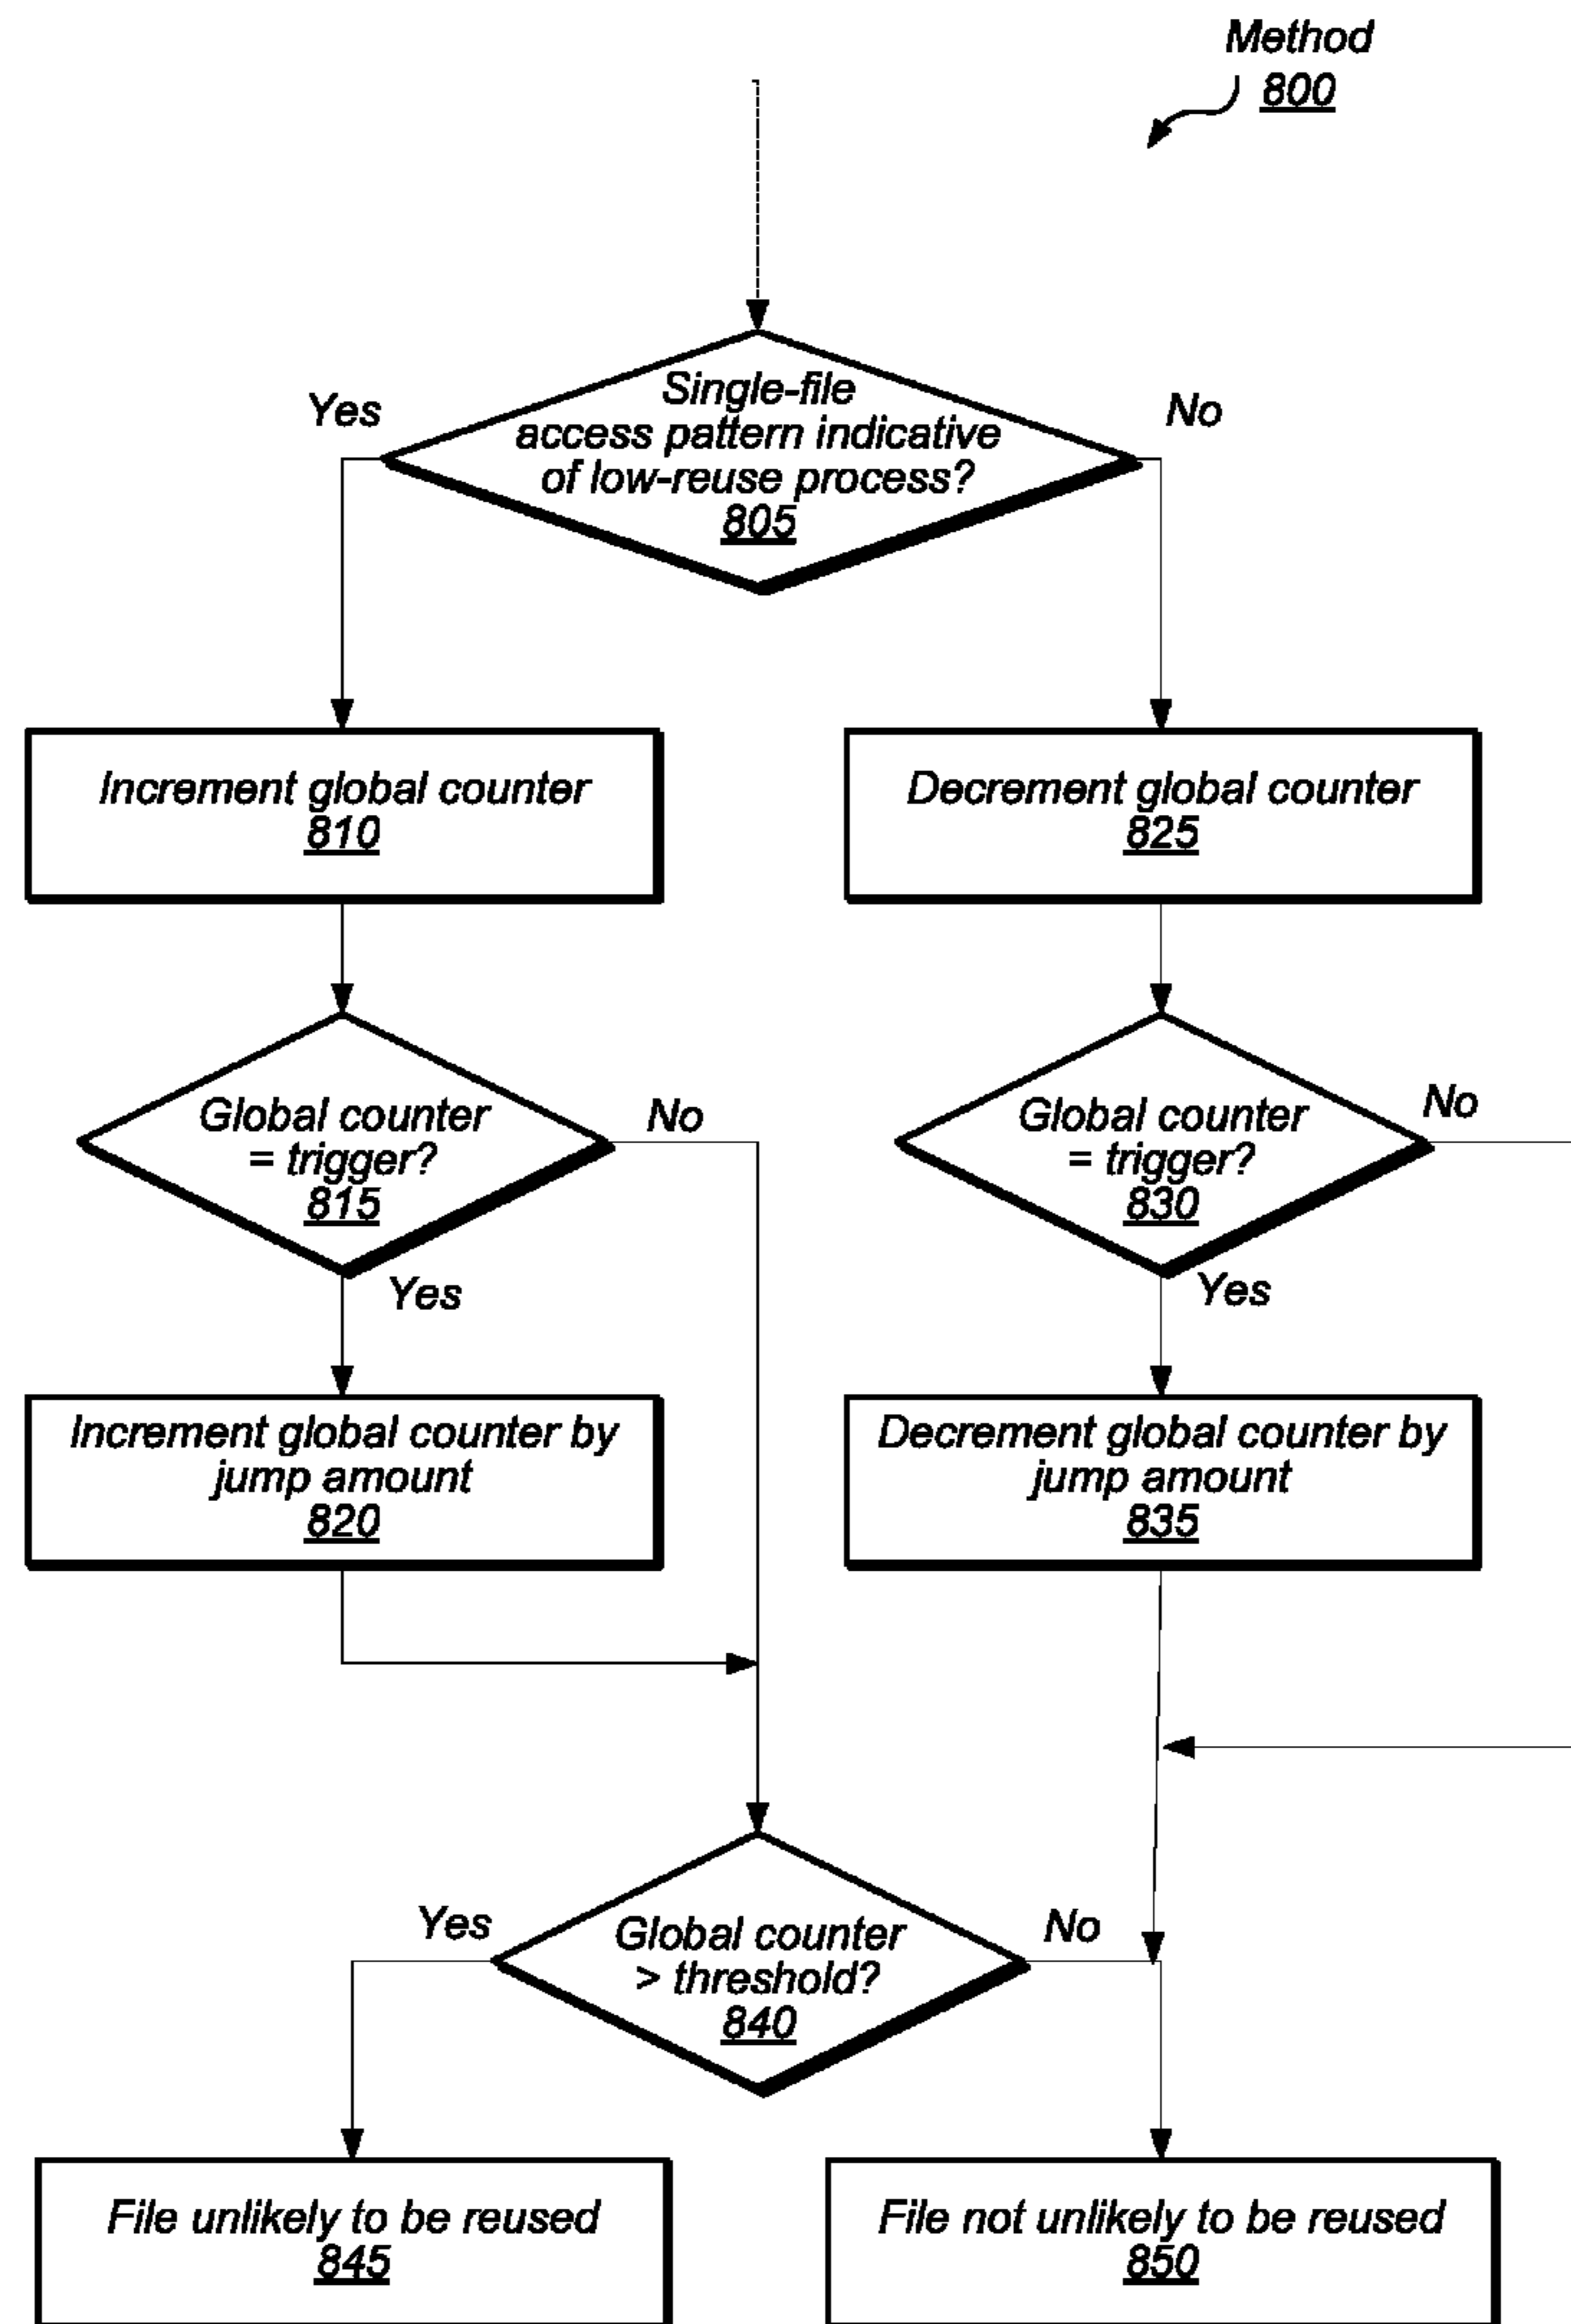 Method
800
Single-file
access pattern indicative
of low-reuse process?
805
Yes
No
Increment global counter
810
Decrement global counter
825
Global counter
= trigger?
815
No
Yes
Global counter
= trigger?
830
No
Yes
Increment global counter by
jump amount
820
Decrement global counter by
jump amount
835
Global counter
> threshold?
840
Yes
No
File unlikely to be reused
845
File not unlikely to be reused
850